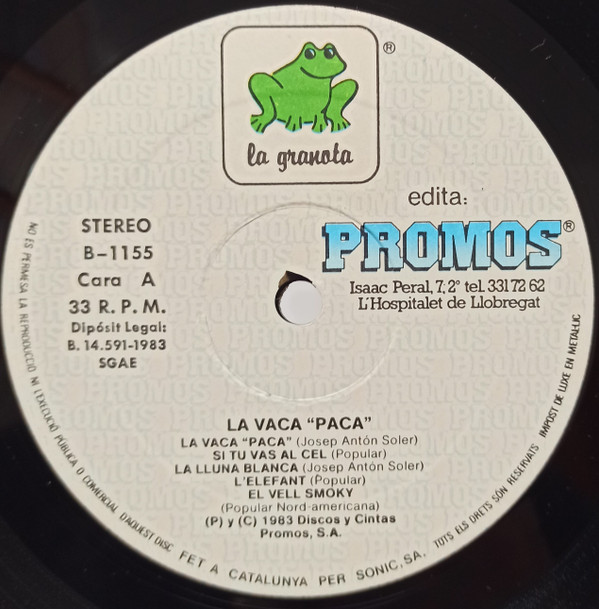 ®
la granota
edita:
PROMOS®
Isaac Peral, 7, 2° tel. 331 72 62
L'Hospitalet de Llobregat
STEREO
B-1155
Cara A
33 R.P.M.
Dipósit Legal:
B. 14.591-1983
SGAE
LA VACA "PACA"
LA VACA "PACA" (Josep Antón Soler)
SI TU VAS AL CEL (Popular)
LA LLUNA BLANCA (Josep Antón Soler)
L'ELEFANT (Popular)
EL VELL SMOKY
(Popular Nord-americana)
(P) y (C) 1983 Discos y Cintas
Promos, S.A.
NO ES PERMESA LA REPRODUCCIÓ NI L'EXECUCIÓ PÚBLICA O COMERCIAL D'AQUEST DISC
FET A CATALUNYA PER SONIC, SA.
TOTS ELS DRETS SÓN RESERVATS
IMPOST DE LUXE EN METAL·LIC